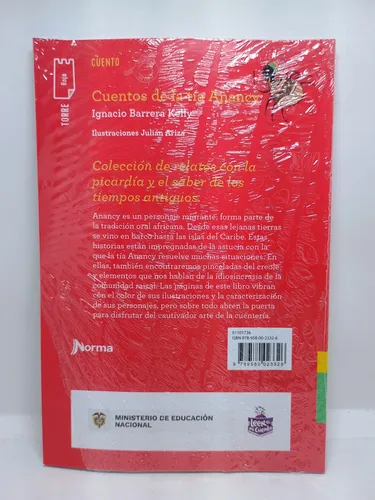 CUENTO
TORRE
Roja
Cuentos de la tía Anancy
Ignacio Barrera Kelly
Ilustraciones Julián Ariza
Colección de relatos con la
picardía y el saber de los
tiempos antiguos.
Anancy es un personaje migrante, forma parte de
la tradición oral africana. Desde esas lejanas tierras
se vino en barco hasta las islas del Caribe. Estas
historias están impregnadas de la astucia con la
que la tía Anancy resuelve muchas situaciones. En
ellas, también encontraremos pinceladas del creole
y elementos que nos hablan de la idiosincrasia de la
comunidad raizal. Las páginas de este libro vibran
con el color de sus ilustraciones y la caracterización
de sus personajes, pero sobre todo abren la puerta
para disfrutar del cautivador arte de la cuentería.
Norma
MINISTERIO DE EDUCACIÓN
NACIONAL
Leer es
mi Cuento